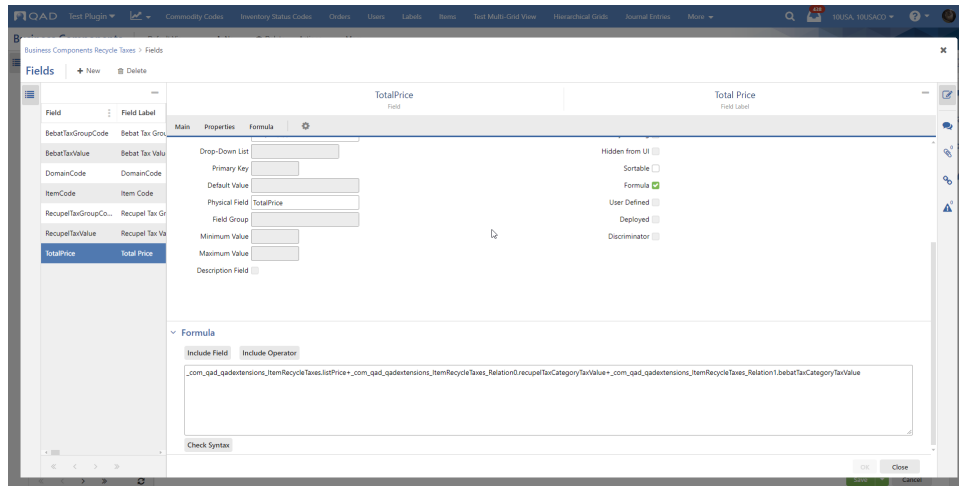 QAD Test Plugin Commodity Codes Inventory Status Codes Orders Users Labels Items Test Multi-Grid View Hierarchical Grids Journal Entries More 10USA, 10USACO
Business Components Recycle Taxes > Fields
Fields + New Delete
TotalPrice Total Price
Field Field Label
Field Field Label
Main Properties Formula
BebatTaxGroupCode Bebat Tax Grou
BebatTaxValue Bebat Tax Valu
DomainCode DomainCode
ItemCode Item Code
RecupelTaxGroupCo... Recupel Tax Gr
RecupelTaxValue Recupel Tax Va
TotalPrice Total Price
Drop-Down List Hidden from UI
Primary Key Sortable
Default Value Formula
Physical Field TotalPrice User Defined
Field Group Deployed
Minimum Value Discriminator
Maximum Value
Description Field
Formula
Include Field Include Operator
_com_qad_qadextensions_ItemRecycleTaxes.listPrice+_com_qad_qadextensions_ItemRecycleTaxes_Relation0.recupelTaxCategoryTaxValue+_com_qad_qadextensions_ItemRecycleTaxes_Relation1.bebatTaxCategoryTaxValue
Check Syntax
OK Close
Save Cancel